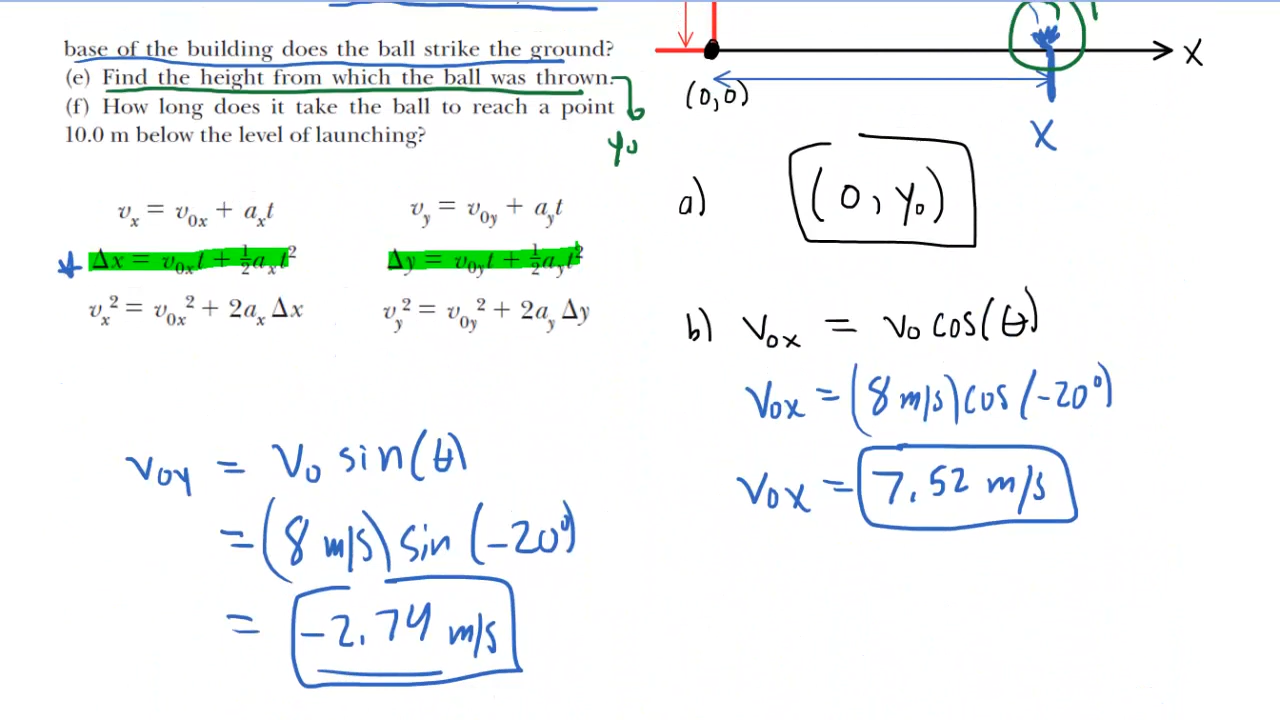 base of the building does the ball strike the ground?
(e) Find the height from which the ball was thrown.
(f) How long does it take the ball to reach a point
10.0 m below the level of launching?
y₀
(0,0)
x
X
a) (0, y₀)
vₓ = v₀ₓ + aₓt
v_y = v₀y + a_yt
Δx = v₀ₓt + ½aₓt²
Δy = v₀yt + ½a_yt²
vₓ² = v₀ₓ² + 2aₓ Δx
v_y² = v₀y² + 2a_y Δy
b) v₀ₓ = v₀ cos(θ)
v₀ₓ = (8 m/s) cos (-20°)
v₀ₓ = 7.52 m/s
v₀y = v₀ sin(θ)
= (8 m/s) sin (-20°)
= -2.74 m/s